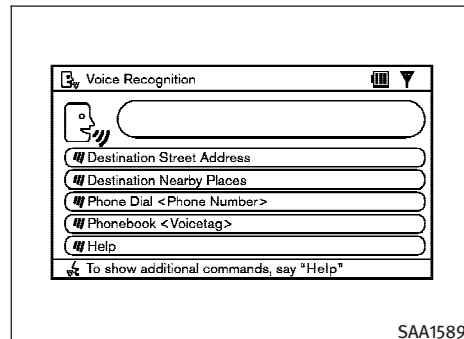 Voice Recognition
Destination Street Address
Destination Nearby Places
Phone Dial <Phone Number>
Phonebook <Voicetag>
Help
To show additional commands, say "Help"
SAA1589